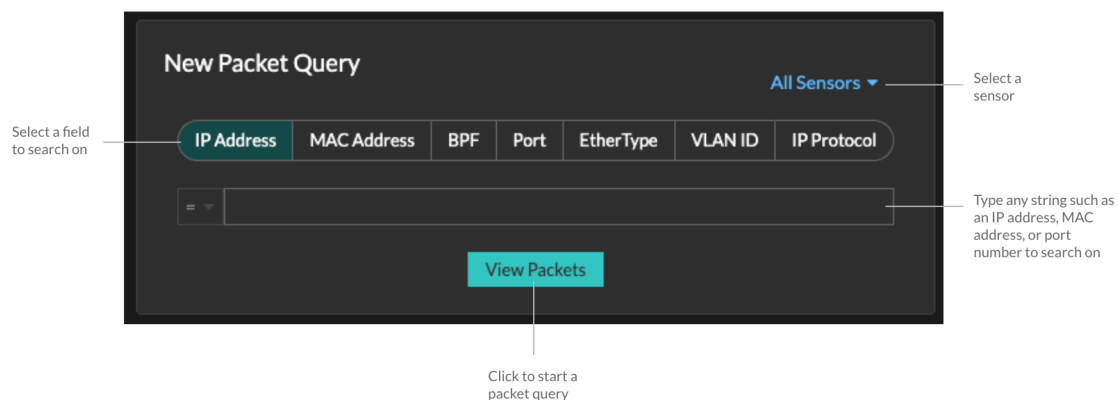 New Packet Query
All Sensors
Select a
sensor
Select a field
to search on
IP Address MAC Address BPF Port EtherType VLAN ID IP Protocol
=
Type any string such as
an IP address, MAC
address, or port
number to search on
View Packets
Click to start a
packet query